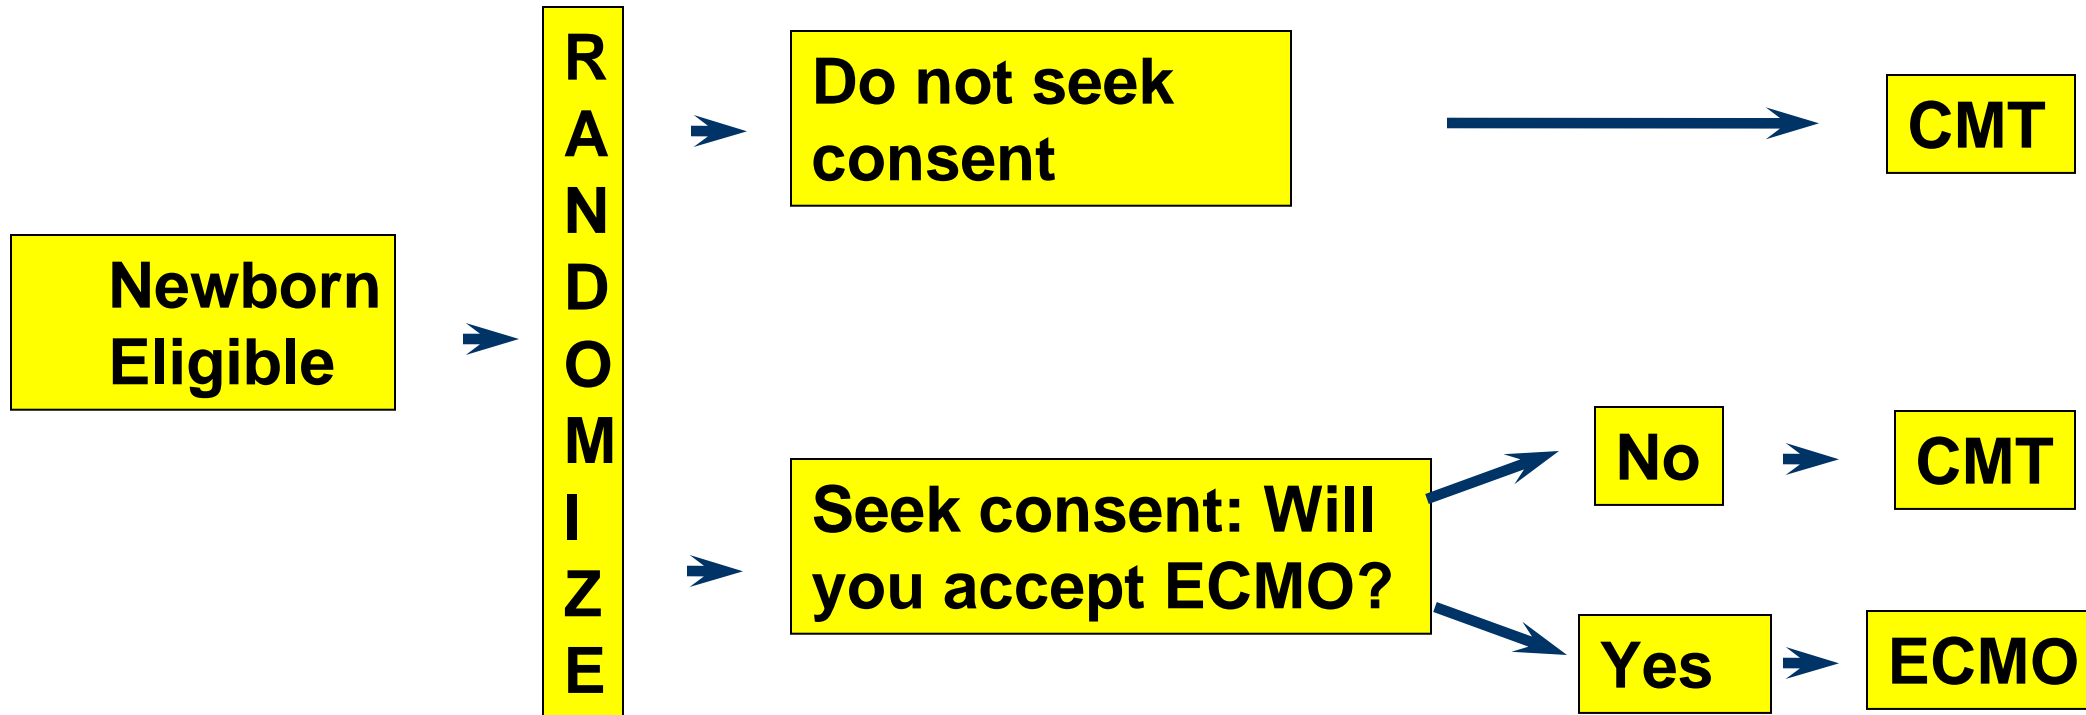 Newborn
Eligible
R
A
N
D
O
M
I
Z
E
Do not seek
consent
CMT
Seek consent: Will
you accept ECMO?
No
CMT
Yes
ECMO